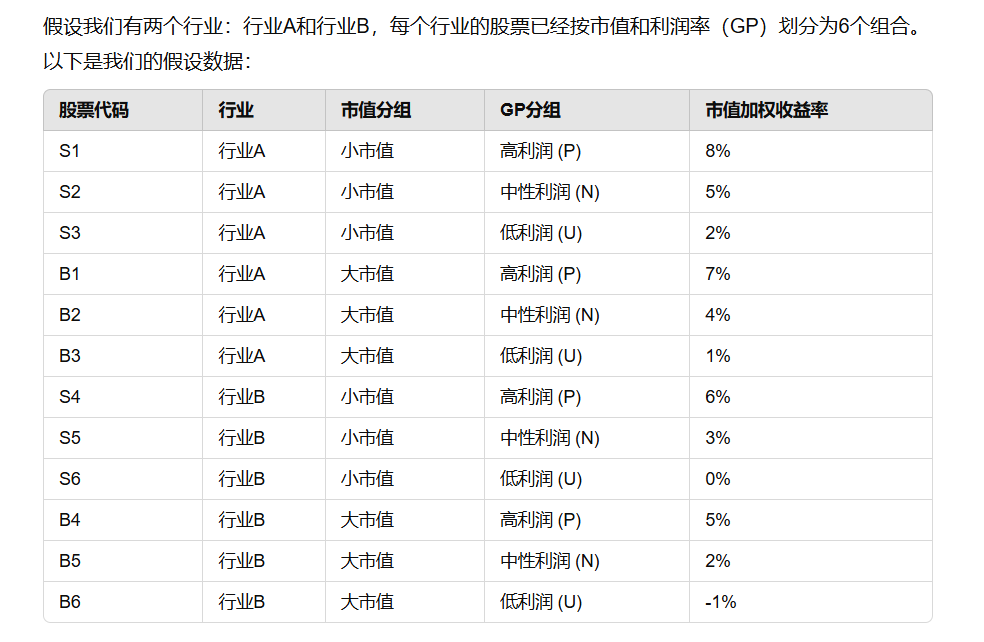 假设我们有两个行业：行业A和行业B，每个行业的股票已经按市值和利润率（GP）划分为6个组合。
以下是我们的假设数据：
股票代码 行业 市值分组 GP分组 市值加权收益率
S1 行业A 小市值 高利润 (P) 8%
S2 行业A 小市值 中性利润 (N) 5%
S3 行业A 小市值 低利润 (U) 2%
B1 行业A 大市值 高利润 (P) 7%
B2 行业A 大市值 中性利润 (N) 4%
B3 行业A 大市值 低利润 (U) 1%
S4 行业B 小市值 高利润 (P) 6%
S5 行业B 小市值 中性利润 (N) 3%
S6 行业B 小市值 低利润 (U) 0%
B4 行业B 大市值 高利润 (P) 5%
B5 行业B 大市值 中性利润 (N) 2%
B6 行业B 大市值 低利润 (U) -1%